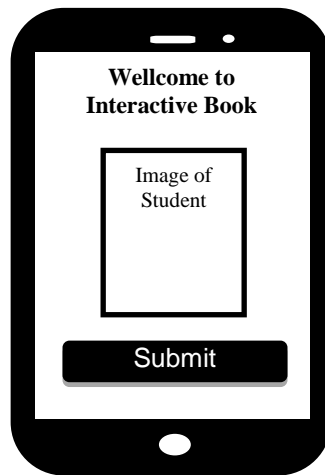 Wellcome to
Interactive Book
Image of
Student
Submit